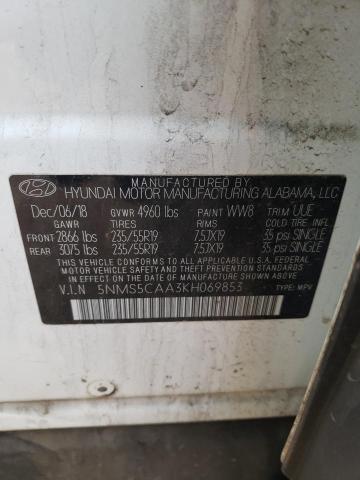 MANUFACTURED BY
HYUNDAI MOTOR MANUFACTURING ALABAMA, LLC
Dec/06/18 GVWR 4960 lbs PAINT WW8 TRIM UUE
GAWR TIRES RIMS COLD TIRE INFL.
FRONT 2866 lbs 235/55R19 7.5JX19 35 psi SINGLE
REAR 3075 lbs 235/55R19 7.5JX19 35 psi SINGLE
THIS VEHICLE CONFORMS TO ALL APPLICABLE U.S. FEDERAL
MOTOR VEHICLE SAFETY, BUMPER, AND THEFT PREVENTION
STANDARDS IN EFFECT ON THE DATE OF MANUFACTURE SHOWN ABOVE.
V.I.N 5NMS5CAA3KH069853 TYPE: MPV